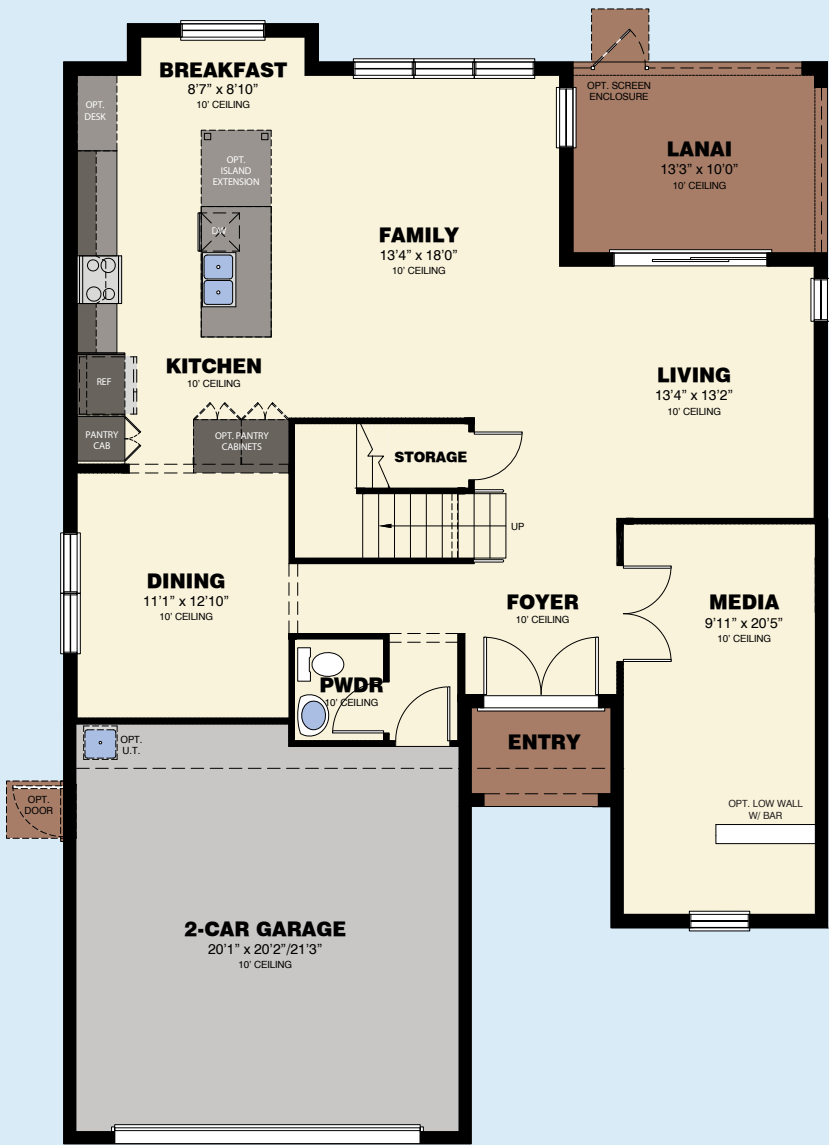 BREAKFAST
8'7" x 8'10"
10' CEILING
OPT. SCREEN
ENCLOSURE
OPT.
DESK
LANAI
13'3" x 10'0"
10' CEILING
OPT.
ISLAND
EXTENSION
DW
FAMILY
13'4" x 18'0"
10' CEILING
KITCHEN
10' CEILING
REF
LIVING
13'4" x 13'2"
10' CEILING
PANTRY
CAB
OPT. PANTRY
CABINETS
STORAGE
UP
DINING
11'1" x 12'10"
10' CEILING
FOYER
10' CEILING
MEDIA
9'11" x 20'5"
10' CEILING
PWDR
10' CEILING
OPT.
U.T.
ENTRY
OPT.
DOOR
OPT. LOW WALL
W/ BAR
2-CAR GARAGE
20'1" x 20'2"/21'3"
10' CEILING